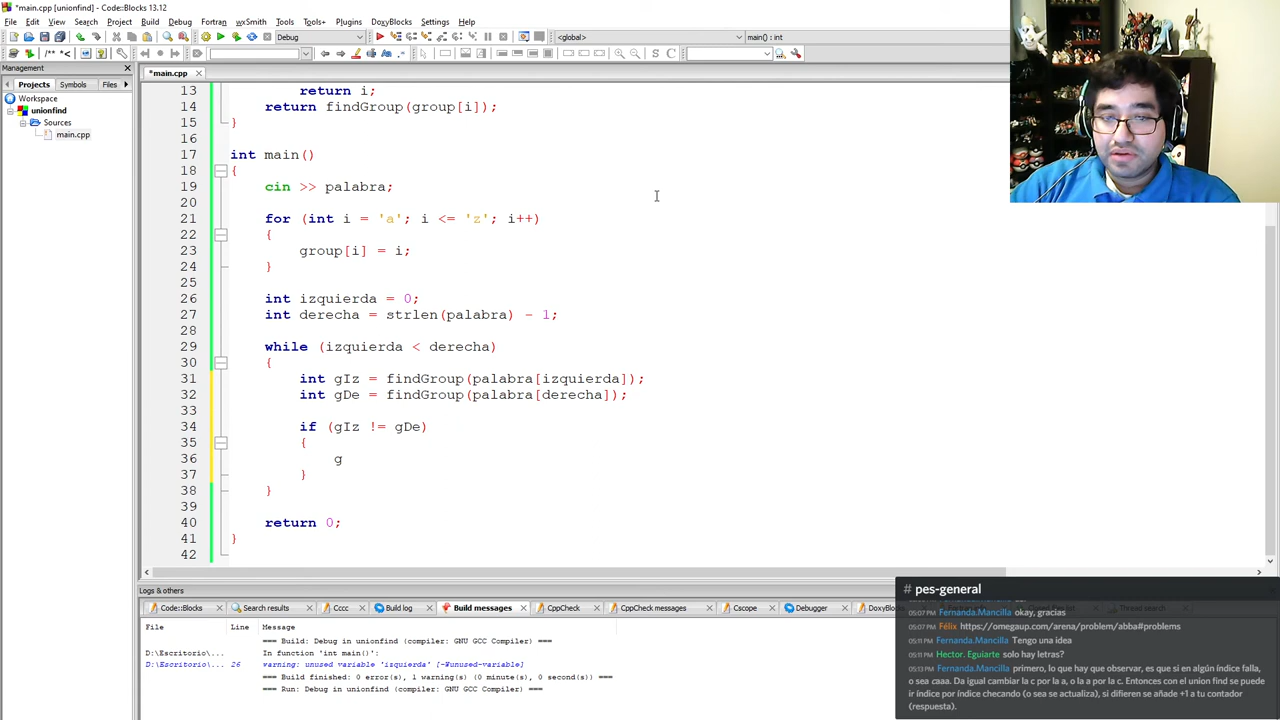 *main.cpp [unionfind] - Code::Blocks 13.12
File Edit View Search Project Build Debug Fortran wxSmith Tools Tools+ Plugins DoxyBlocks Settings Help
Debug
<global>
main() : int
Management
*main.cpp
Projects Symbols Files
Workspace
unionfind
Sources
main.cpp
13 return i;
14 return findGroup(group[i]);
15 }
16
17 int main()
18 {
19 cin >> palabra;
20
21 for (int i = 'a'; i <= 'z'; i++)
22 {
23 group[i] = i;
24 }
25
26 int izquierda = 0;
27 int derecha = strlen(palabra) - 1;
28
29 while (izquierda < derecha)
30 {
31 int gIz = findGroup(palabra[izquierda]);
32 int gDe = findGroup(palabra[derecha]);
33
34 if (gIz != gDe)
35 {
36 g
37 }
38 }
39
40 return 0;
41 }
42
Logs & others
Code::Blocks Search results Cccc Build log Build messages CppCheck CppCheck messages Cscope Debugger DoxyBlocks
File Line Message
=== Build: Debug in unionfind (compiler: GNU GCC Compiler) ===
D:\Escritorio\... In function 'int main()':
D:\Escritorio\... 26 warning: unused variable 'izquierda' [-Wunused-variable]
=== Build finished: 0 error(s), 1 warning(s) (0 minute(s), 0 second(s)) ===
=== Run: Debug in unionfind (compiler: GNU GCC Compiler) ===
# pes-general
05:07 PM Fernanda.Mancilla okay, gracias
05:07 PM Félix https://omegaup.com/arena/problem/abba#problems
05:11 PM Fernanda.Mancilla Tengo una idea
05:11 PM Hector. Eguiarte solo hay letras?
05:13 PM Fernanda.Mancilla primero, lo que hay que observar, es que si en algún índice falla,
o sea caaa. Da igual cambiar la c por la a, o la a por la c. Entonces con el union find se puede
ir índice por índice checando (o sea se actualiza), si difieren se añade +1 a tu contador
(respuesta).